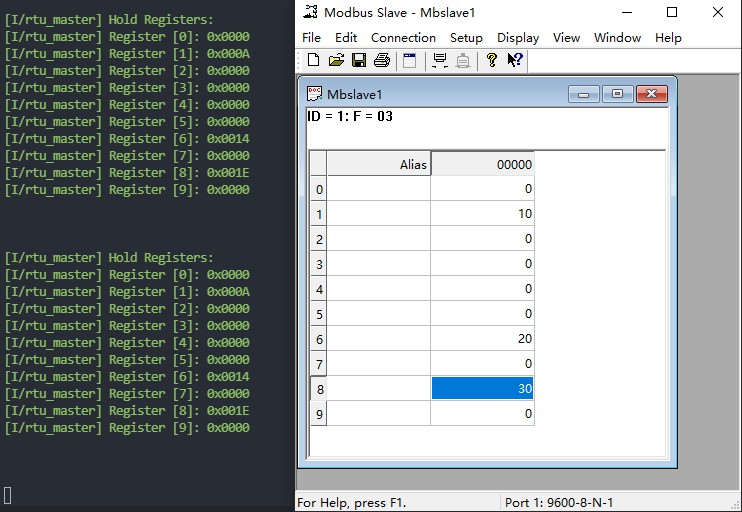 [I/rtu_master] Hold Registers:
[I/rtu_master] Register [0]: 0x0000
[I/rtu_master] Register [1]: 0x000A
[I/rtu_master] Register [2]: 0x0000
[I/rtu_master] Register [3]: 0x0000
[I/rtu_master] Register [4]: 0x0000
[I/rtu_master] Register [5]: 0x0000
[I/rtu_master] Register [6]: 0x0014
[I/rtu_master] Register [7]: 0x0000
[I/rtu_master] Register [8]: 0x001E
[I/rtu_master] Register [9]: 0x0000
[I/rtu_master] Hold Registers:
[I/rtu_master] Register [0]: 0x0000
[I/rtu_master] Register [1]: 0x000A
[I/rtu_master] Register [2]: 0x0000
[I/rtu_master] Register [3]: 0x0000
[I/rtu_master] Register [4]: 0x0000
[I/rtu_master] Register [5]: 0x0000
[I/rtu_master] Register [6]: 0x0014
[I/rtu_master] Register [7]: 0x0000
[I/rtu_master] Register [8]: 0x001E
[I/rtu_master] Register [9]: 0x0000
Modbus Slave - Mbslave1
File Edit Connection Setup Display View Window Help
DOC Mbslave1
ID = 1: F = 03
Alias 00000
0 0
1 10
2 0
3 0
4 0
5 0
6 20
7 0
8 30
9 0
For Help, press F1. Port 1: 9600-8-N-1